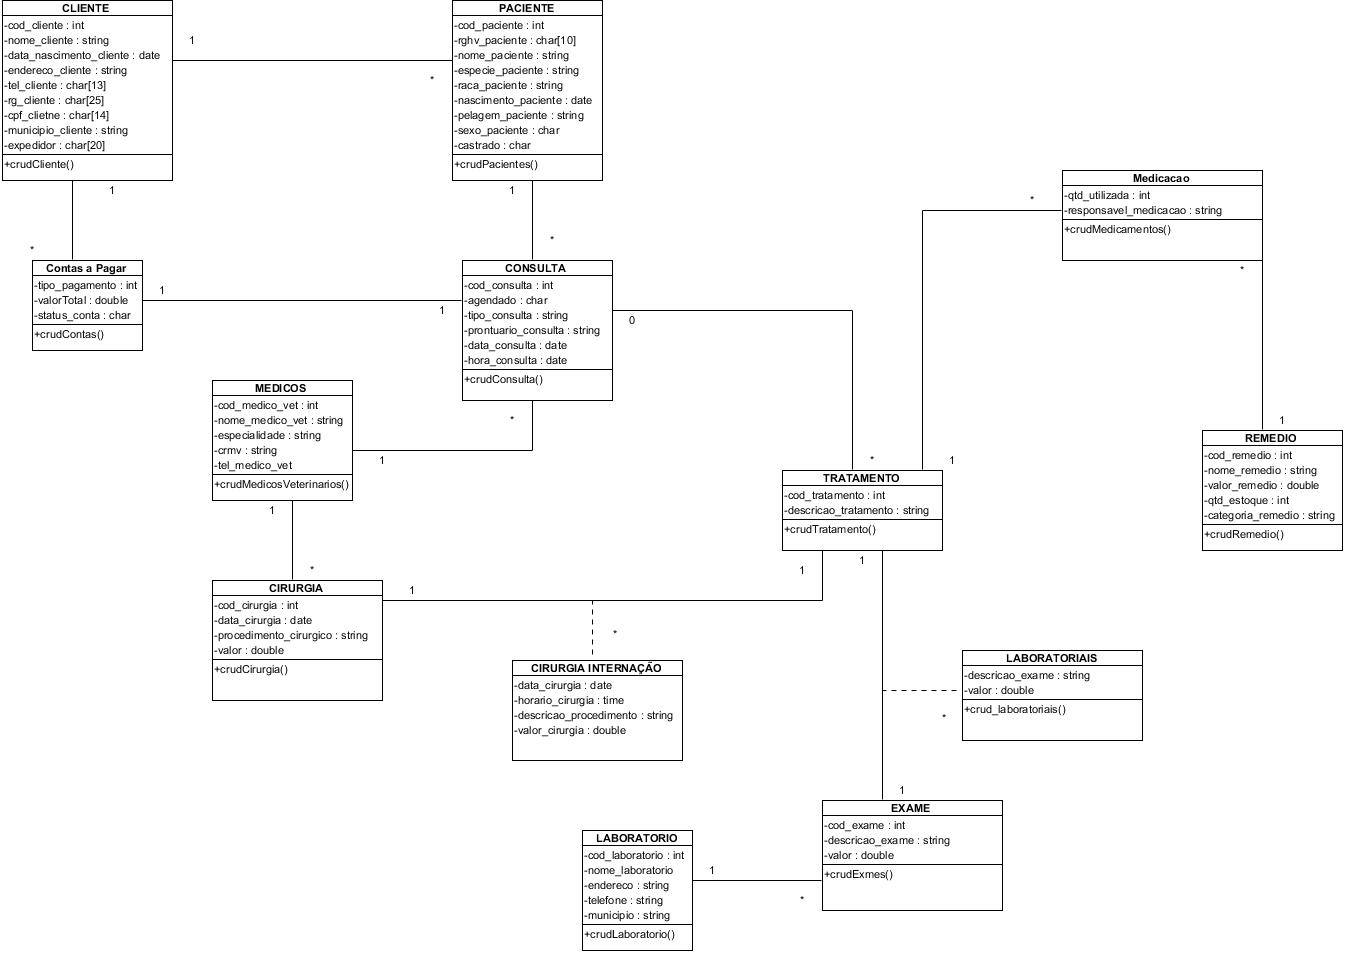 CLIENTE
-cod_cliente : int
-nome_cliente : string
-data_nascimento_cliente : date
-endereco_cliente : string
-tel_cliente : char[13]
-rg_cliente : char[25]
-cpf_clietne : char[14]
-municipio_cliente : string
-expedidor : char[20]
+crudCliente()
1
*
PACIENTE
-cod_paciente : int
-rghv_paciente : char[10]
-nome_paciente : string
-especie_paciente : string
-raca_paciente : string
-nascimento_paciente : date
-pelagem_paciente : string
-sexo_paciente : char
-castrado : char
+crudPacientes()
1
*
1
*
Contas a Pagar
-tipo_pagamento : int
-valorTotal : double
-status_conta : char
+crudContas()
1
1
CONSULTA
-cod_consulta : int
-agendado : char
-tipo_consulta : string
-prontuario_consulta : string
-data_consulta : date
-hora_consulta : date
+crudConsulta()
0
*
*
1
MEDICOS
-cod_medico_vet : int
-nome_medico_vet : string
-especialidade : string
-crmv : string
-tel_medico_vet
+crudMedicosVeterinarios()
1
*
Medicacao
-qtd_utilizada : int
-responsavel_medicacao : string
+crudMedicamentos()
*
1
*
1
REMEDIO
-cod_remedio : int
-nome_remedio : string
-valor_remedio : double
-qtd_estoque : int
-categoria_remedio : string
+crudRemedio()
TRATAMENTO
-cod_tratamento : int
-descricao_tratamento : string
+crudTratamento()
1
1
CIRURGIA
-cod_cirurgia : int
-data_cirurgia : date
-procedimento_cirurgico : string
-valor : double
+crudCirurgia()
1
*
CIRURGIA INTERNAÇÃO
-data_cirurgia : date
-horario_cirurgia : time
-descricao_procedimento : string
-valor_cirurgia : double
LABORATORIAIS
-descricao_exame : string
-valor : double
+crud_laboratoriais()
*
1
EXAME
-cod_exame : int
-descricao_exame : string
-valor : double
+crudExmes()
LABORATORIO
-cod_laboratorio : int
-nome_laboratorio
-endereco : string
-telefone : string
-municipio : string
+crudLaboratorio()
1
*